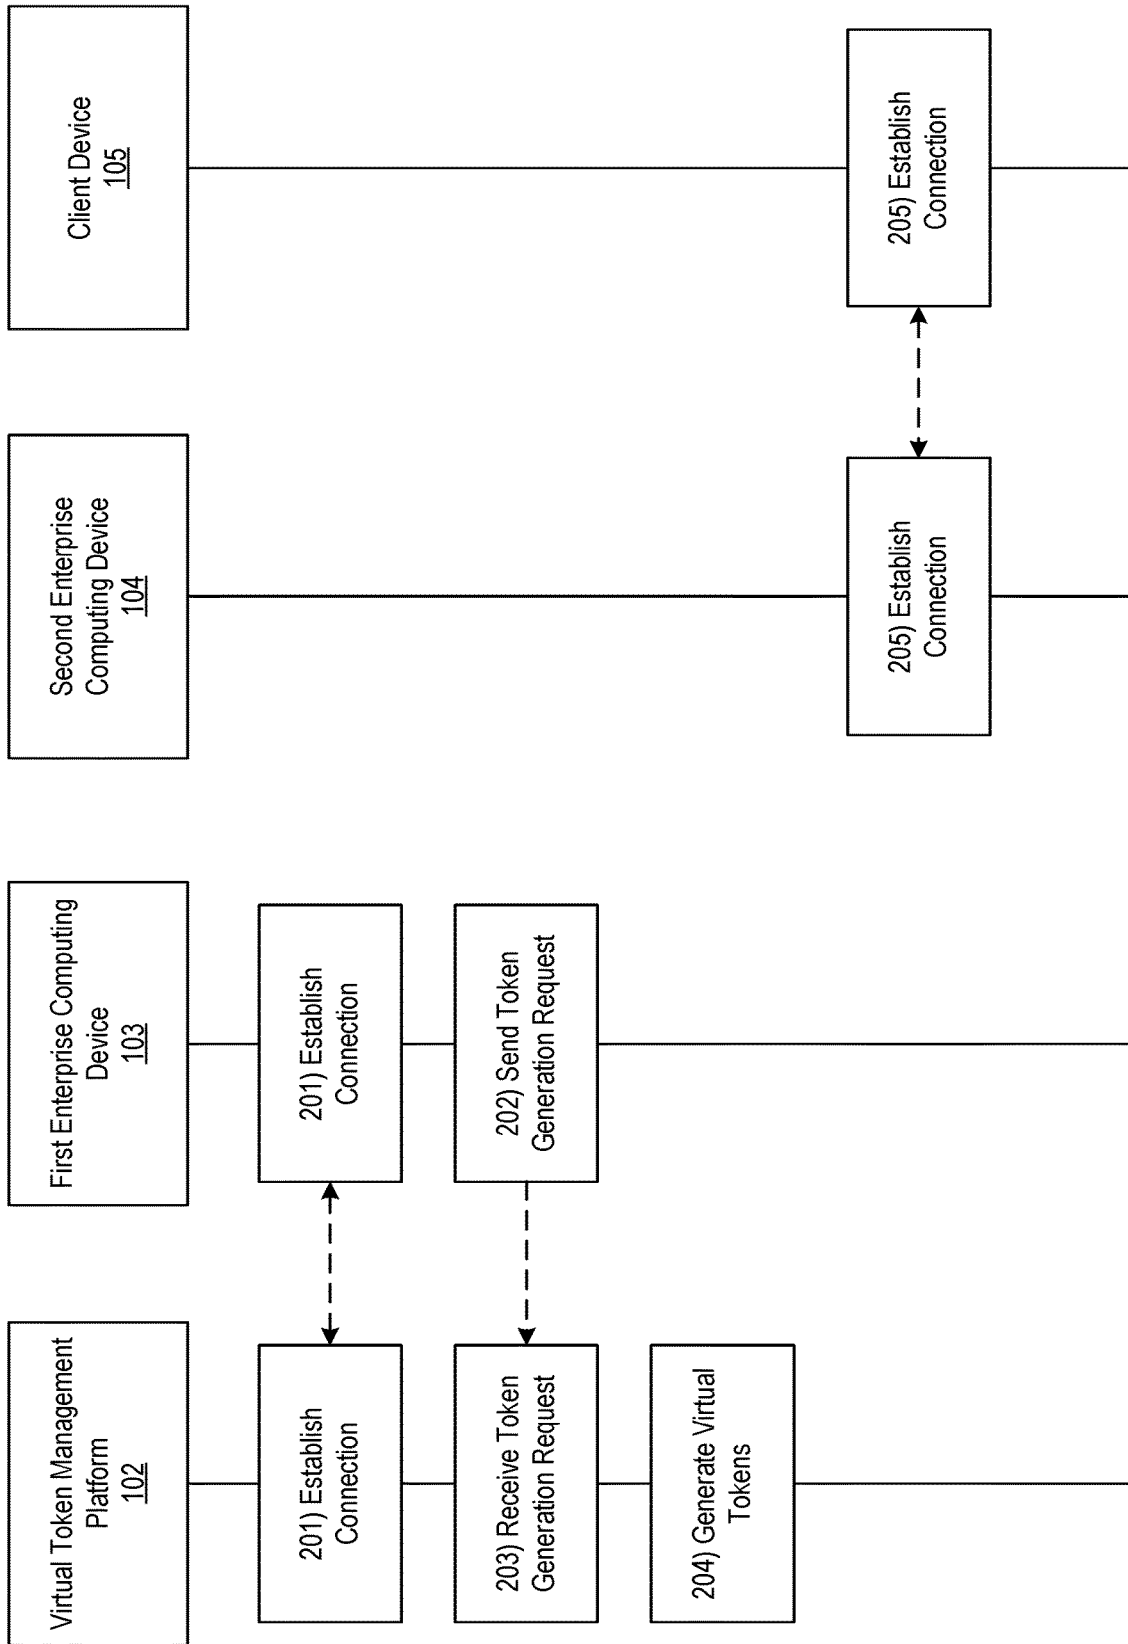 Virtual Token Management
Platform
102
First Enterprise Computing
Device
103
Second Enterprise
Computing Device
104
Client Device
105
201) Establish
Connection
201) Establish
Connection
202) Send Token
Generation Request
203) Receive Token
Generation Request
204) Generate Virtual
Tokens
205) Establish
Connection
205) Establish
Connection